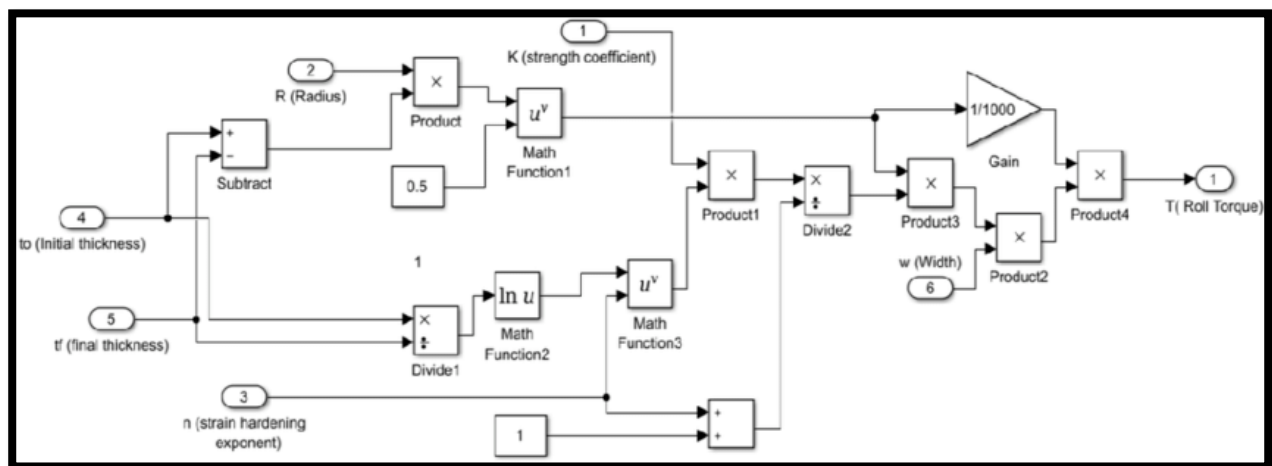 1
K (strength coefficient)
2
R (Radius)
×
Product
u^v
Math
Function1
1/1000
Gain
+
−
Subtract
0.5
×
Product1
×
÷
Divide2
×
Product3
×
Product4
1
T( Roll Torque)
4
to (Initial thickness)
1
ln u
Math
Function2
u^v
Math
Function3
w (Width)
6
×
Product2
5
tf (final thickness)
×
÷
Divide1
3
n (strain hardening
exponent)
1
+
+